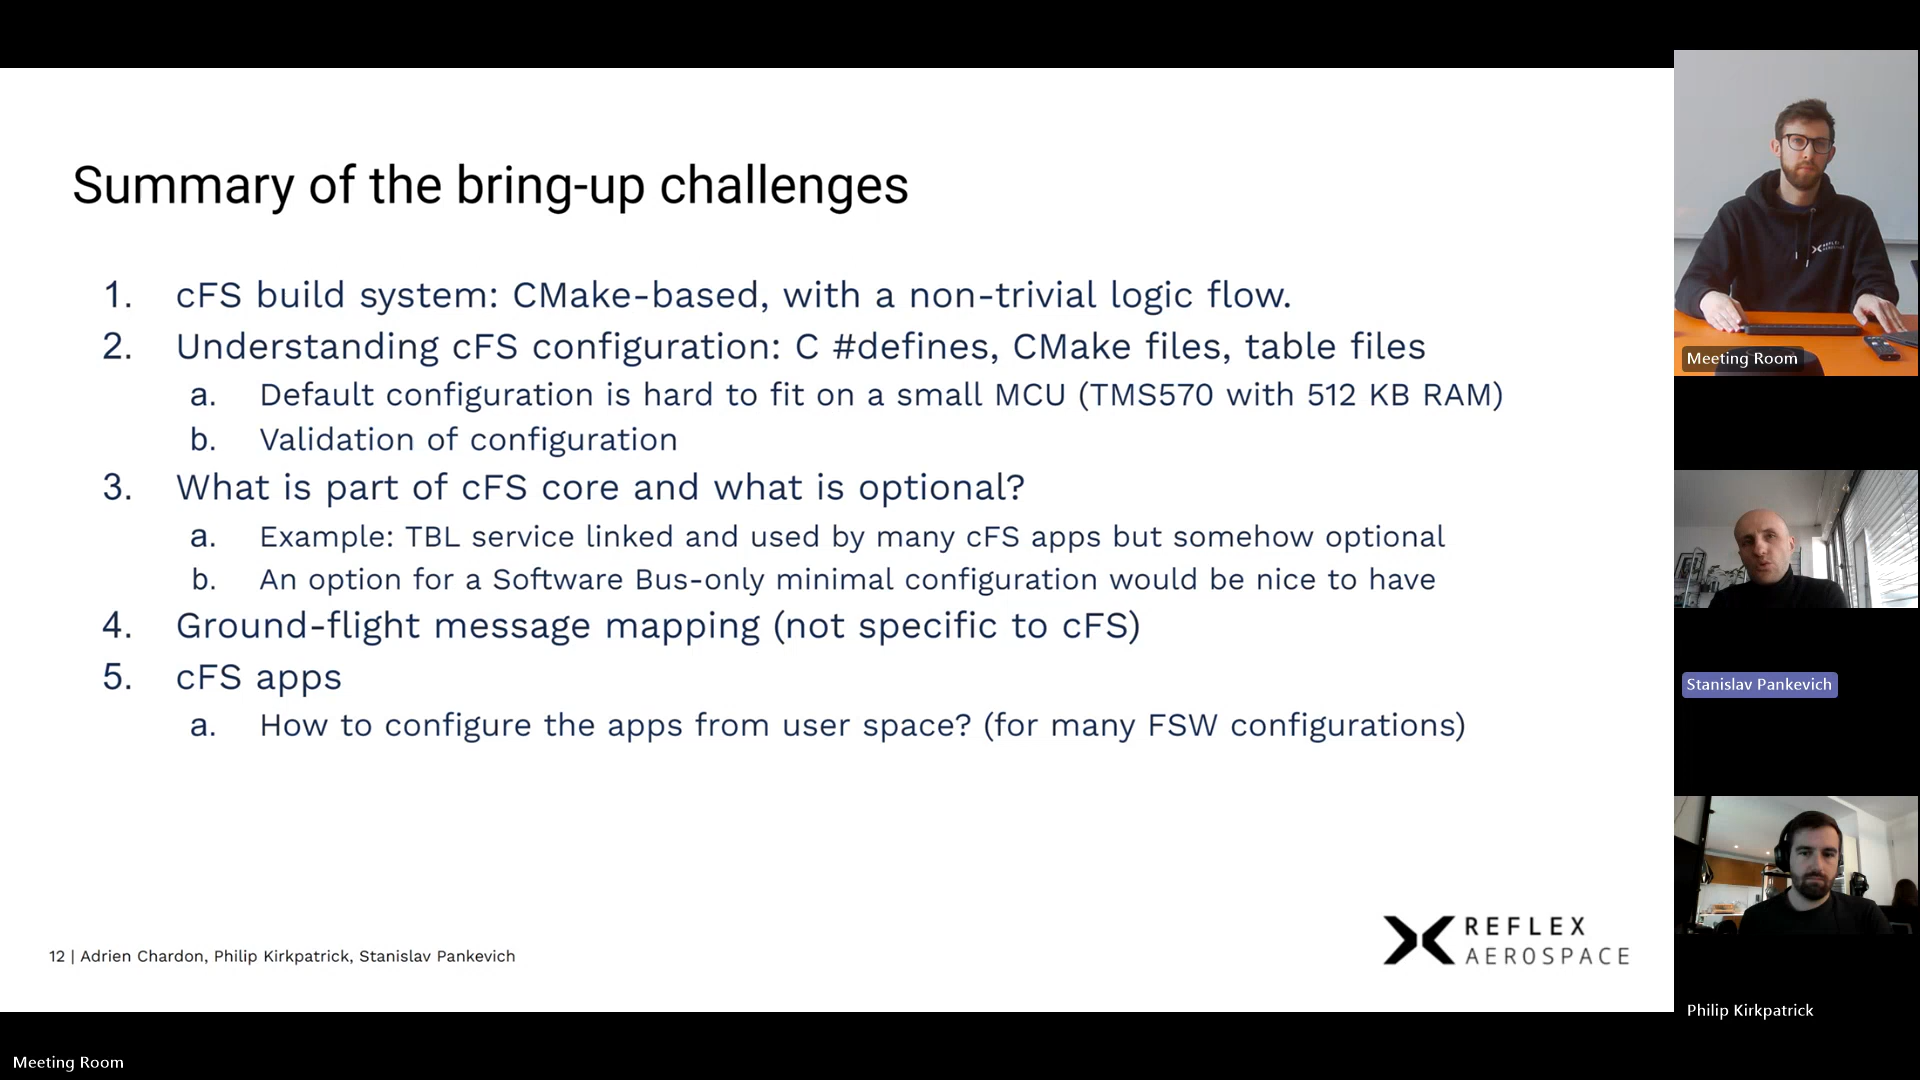 Summary of the bring-up challenges
1. cFS build system: CMake-based, with a non-trivial logic flow.
2. Understanding cFS configuration: C #defines, CMake files, table files
a. Default configuration is hard to fit on a small MCU (TMS570 with 512 KB RAM)
b. Validation of configuration
3. What is part of cFS core and what is optional?
a. Example: TBL service linked and used by many cFS apps but somehow optional
b. An option for a Software Bus-only minimal configuration would be nice to have
4. Ground-flight message mapping (not specific to cFS)
5. cFS apps
a. How to configure the apps from user space? (for many FSW configurations)
12 | Adrien Chardon, Philip Kirkpatrick, Stanislav Pankevich
REFLEX
AEROSPACE
REFLEX
AEROSPACE
Meeting Room
Stanislav Pankevich
Philip Kirkpatrick
Meeting Room